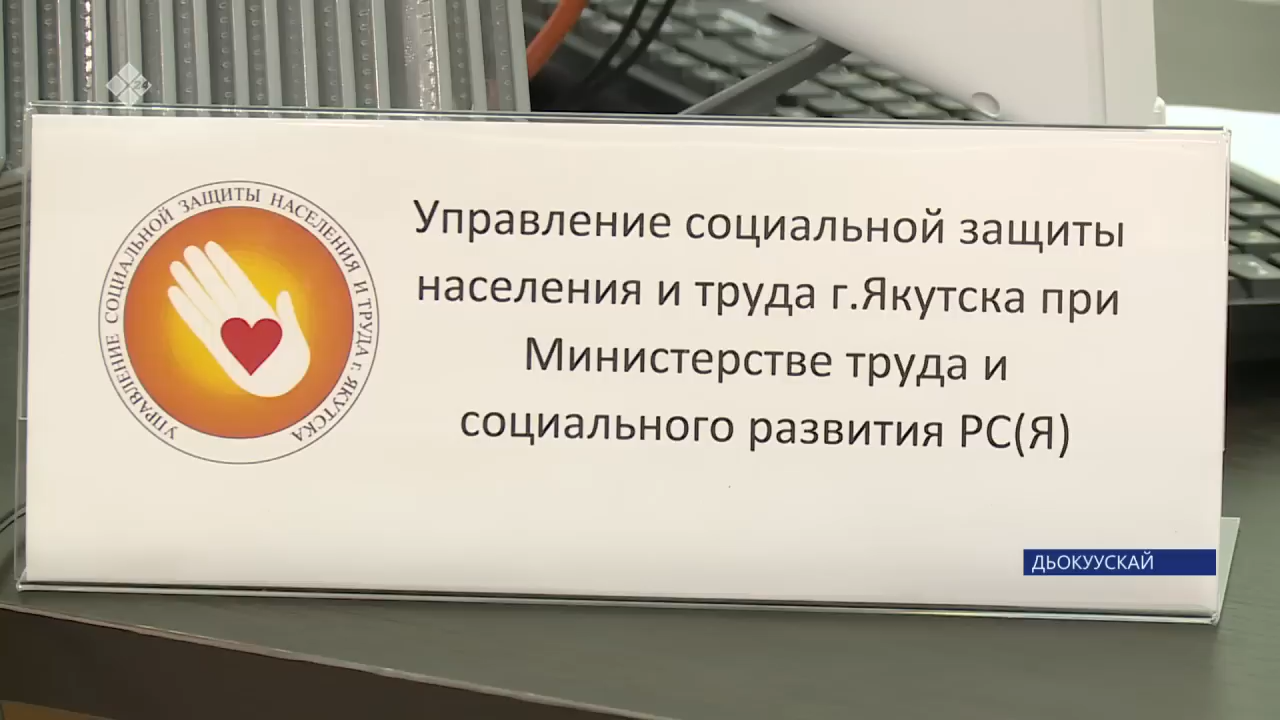 УПРАВЛЕНИЕ СОЦИАЛЬНОЙ ЗАЩИТЫ НАСЕЛЕНИЯ И ТРУДА г. ЯКУТСКА
Управление социальной защиты
населения и труда г.Якутска при
Министерстве труда и
социального развития РС(Я)
ДЬОКУУСКАЙ